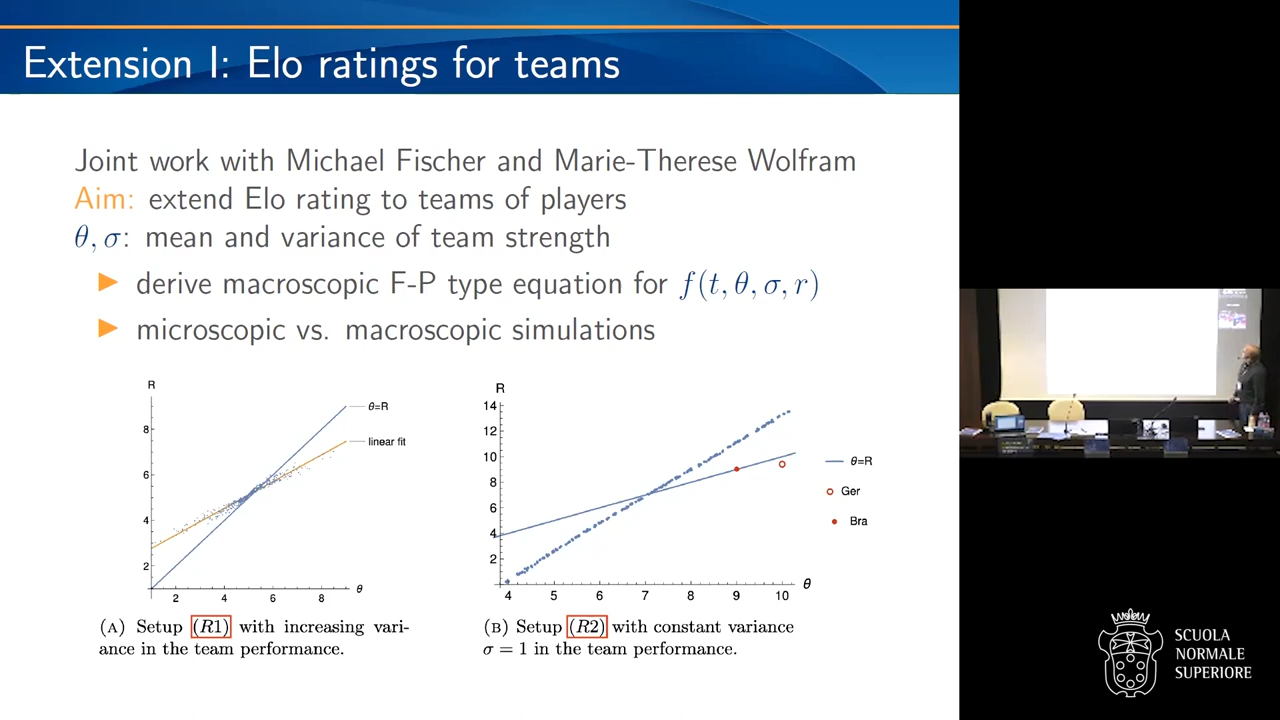 Extension I: Elo ratings for teams
Joint work with Michael Fischer and Marie-Therese Wolfram
Aim: extend Elo rating to teams of players
θ, σ: mean and variance of team strength
▶ derive macroscopic F-P type equation for f(t, θ, σ, r)
▶ microscopic vs. macroscopic simulations
R
8
6
4
2
2 4 6 8
θ
θ=R
linear fit
(A) Setup (R1) with increasing vari-
ance in the team performance.
R
14
12
10
8
6
4
2
4 5 6 7 8 9 10
θ
θ=R
Ger
Bra
(B) Setup (R2) with constant variance
σ = 1 in the team performance.
SCUOLA
NORMALE
SUPERIORE